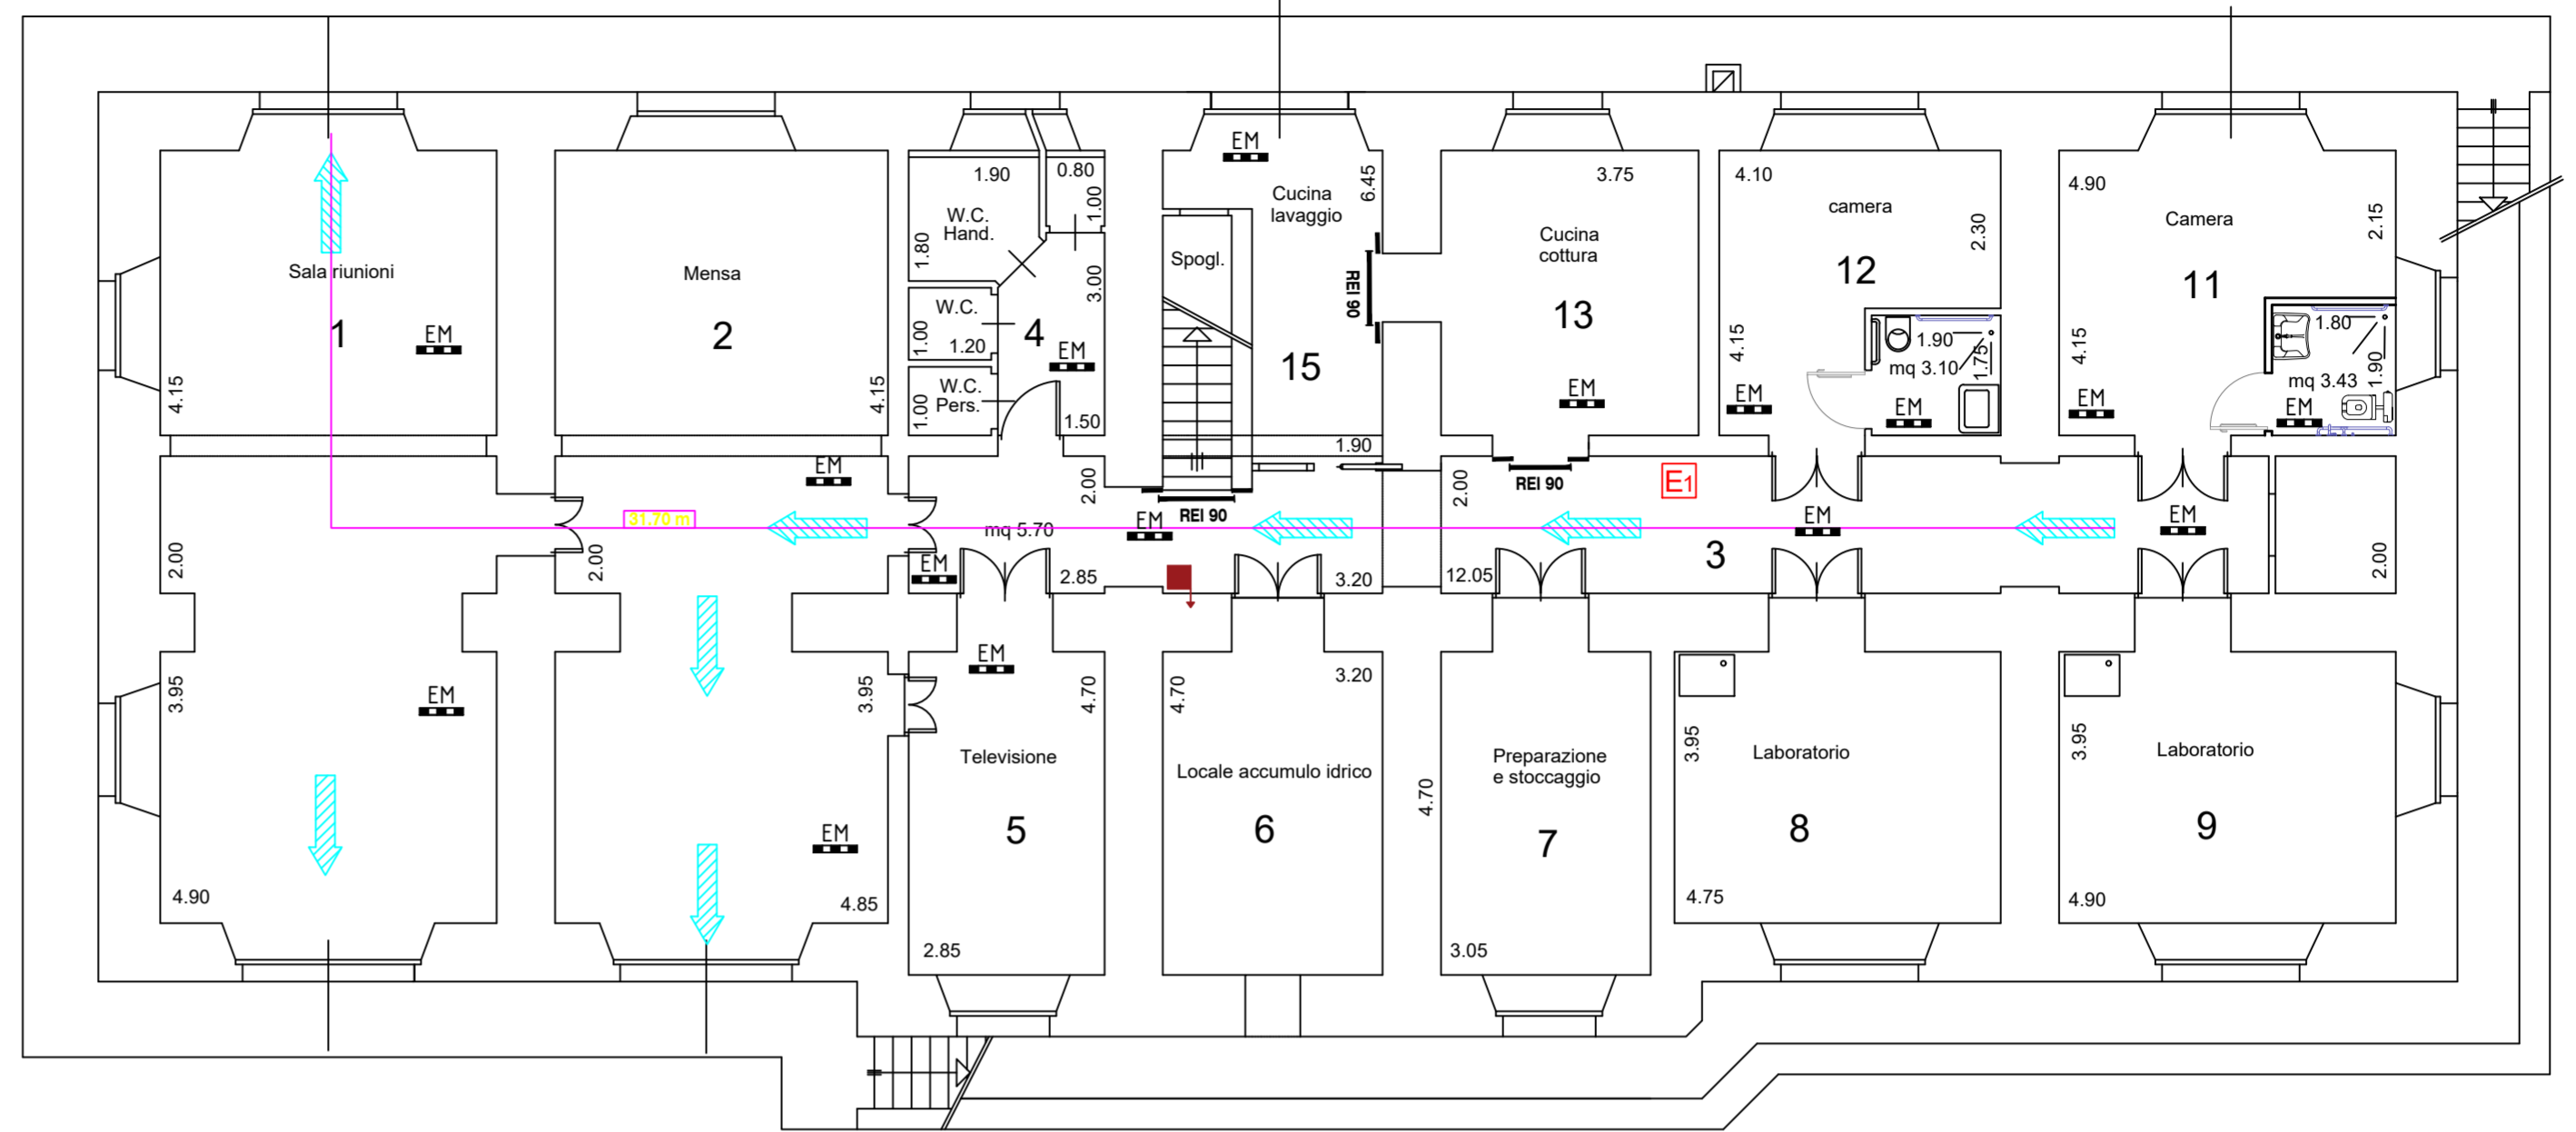 EM
1.90
0.80
1.00
W.C.
Hand.
1.80
3.00
Cucina
lavaggio
6.45
Spogl.
3.75
Cucina
cottura
REI 90
13
4.10
camera
2.30
12
4.90
Camera
2.15
11
Sala riunioni
1
EM
4.15
Mensa
2
4.15
W.C.
1.00
1.20
4
EM
W.C.
Pers.
1.00
1.50
15
EM
4.15
EM
1.90
mq 3.10
1.75
EM
4.15
EM
1.80
mq 3.43
1.90
EM
EM
2.00
1.90
2.00
REI 90
E1
31.70 m
mq 5.70
EM
REI 90
EM
EM
2.00
2.00
EM
2.85
3.20
12.05
3
2.00
3.95
EM
3.95
EM
4.70
4.70
3.20
Televisione
5
Locale accumulo idrico
6
Preparazione
e stoccaggio
4.70
7
3.95
Laboratorio
8
3.95
Laboratorio
9
EM
4.90
4.85
2.85
3.05
4.75
4.90